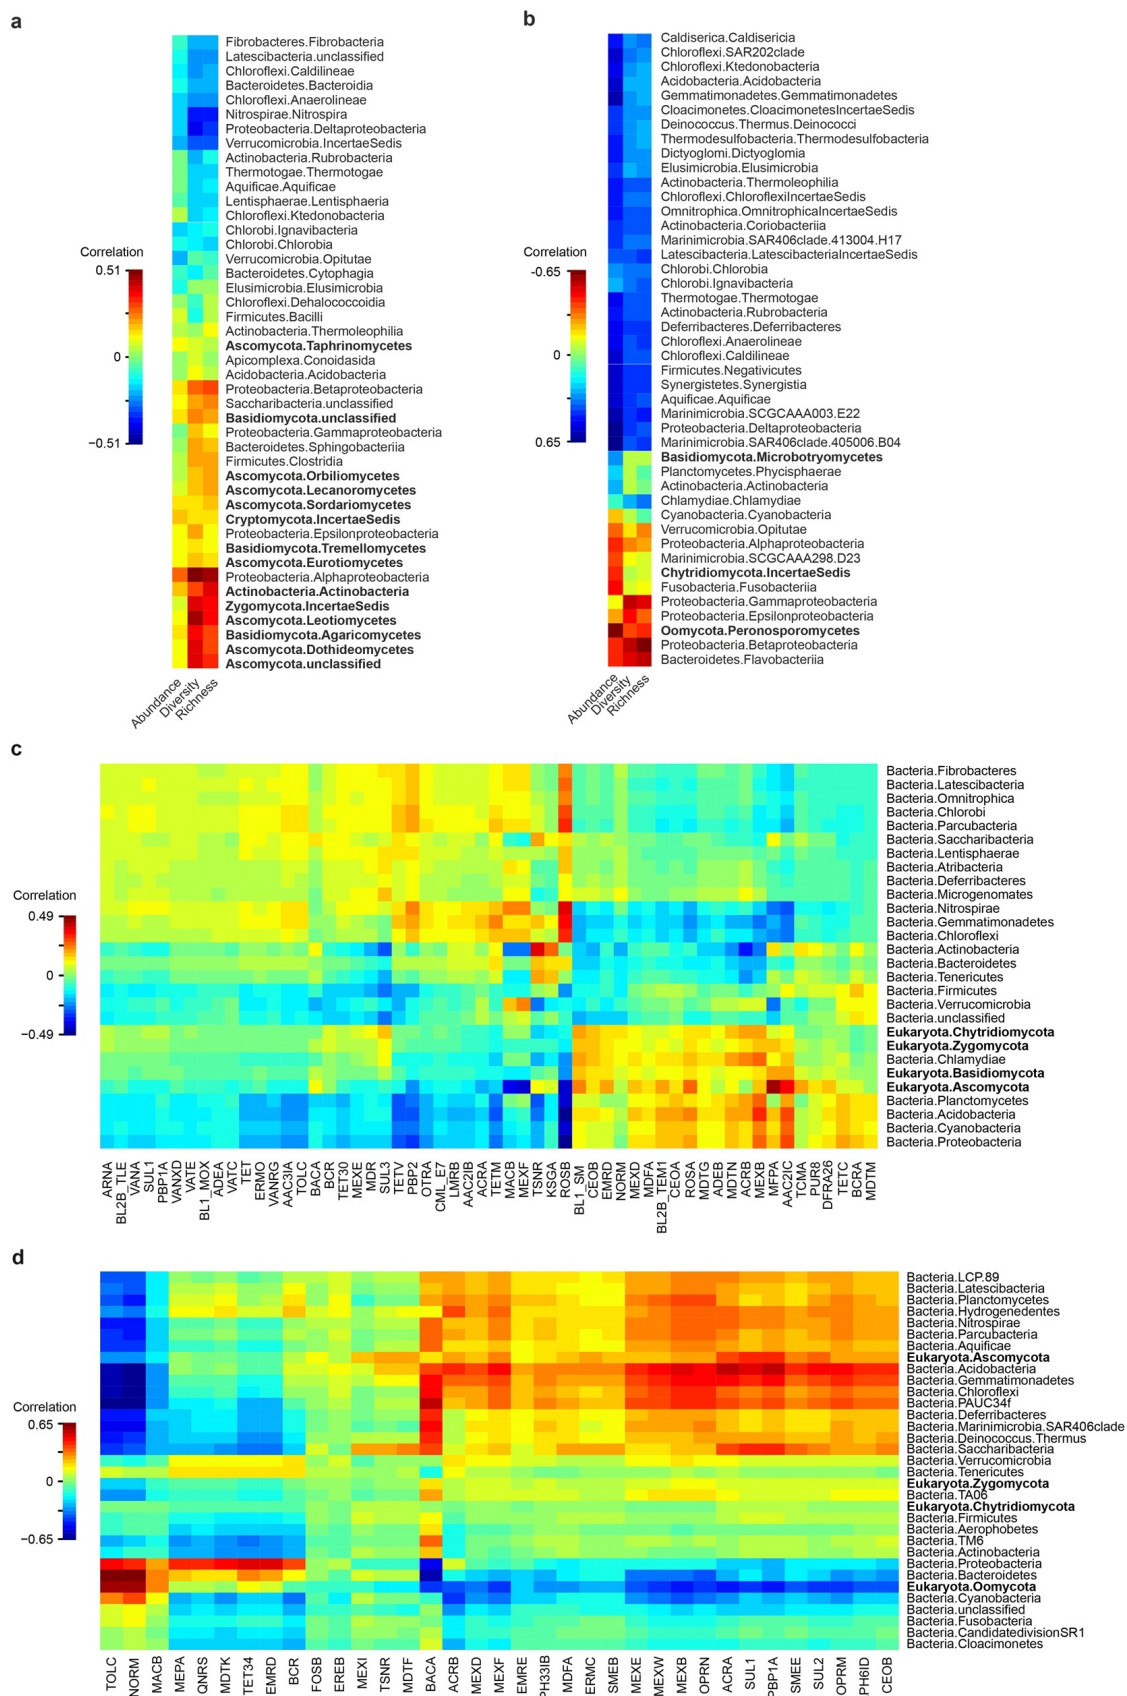 a
Fibrobacteres.Fibrobacteria
Latescibacteria.unclassified
Chloroflexi.Caldilineae
Bacteroidetes.Bacteroidia
Chloroflexi.Anaerolineae
Nitrospirae.Nitrospira
Proteobacteria.Deltaproteobacteria
Verrucomicrobia.IncertaeSedis
Actinobacteria.Rubrobacteria
Thermotogae.Thermotogae
Aquificae.Aquificae
Lentisphaerae.Lentisphaeria
Chloroflexi.Ktedonobacteria
Chlorobi.Ignavibacteria
Chlorobi.Chlorobia
Verrucomicrobia.Opitutae
Bacteroidetes.Cytophagia
Elusimicrobia.Elusimicrobia
Chloroflexi.Dehalococcoidia
Firmicutes.Bacilli
Actinobacteria.Thermoleophilia
Ascomycota.Taphrinomycetes
Apicomplexa.Conoidasida
Acidobacteria.Acidobacteria
Proteobacteria.Betaproteobacteria
Saccharibacteria.unclassified
Basidiomycota.unclassified
Proteobacteria.Gammaproteobacteria
Bacteroidetes.Sphingobacteriia
Firmicutes.Clostridia
Ascomycota.Orbiliomycetes
Ascomycota.Lecanoromycetes
Ascomycota.Sordariomycetes
Cryptomycota.IncertaeSedis
Proteobacteria.Epsilonproteobacteria
Basidiomycota.Tremellomycetes
Ascomycota.Eurotiomycetes
Proteobacteria.Alphaproteobacteria
Actinobacteria.Actinobacteria
Zygomycota.IncertaeSedis
Ascomycota.Leotiomycetes
Basidiomycota.Agaricomycetes
Ascomycota.Dothideomycetes
Ascomycota.unclassified
Correlation
0.51
0
−0.51
Abundance
Diversity
Richness
b
Caldiserica.Caldisericia
Chloroflexi.SAR202clade
Chloroflexi.Ktedonobacteria
Acidobacteria.Acidobacteria
Gemmatimonadetes.Gemmatimonadetes
Cloacimonetes.CloacimonetesIncertaeSedis
Deinococcus.Thermus.Deinococci
Thermodesulfobacteria.Thermodesulfobacteria
Dictyoglomi.Dictyoglomia
Elusimicrobia.Elusimicrobia
Actinobacteria.Thermoleophilia
Chloroflexi.ChloroflexiIncertaeSedis
Omnitrophica.OmnitrophicaIncertaeSedis
Actinobacteria.Coriobacteriia
Marinimicrobia.SAR406clade.413004.H17
Latescibacteria.LatescibacteriaIncertaeSedis
Chlorobi.Chlorobia
Chlorobi.Ignavibacteria
Thermotogae.Thermotogae
Actinobacteria.Rubrobacteria
Deferribacteres.Deferribacteres
Chloroflexi.Anaerolineae
Chloroflexi.Caldilineae
Firmicutes.Negativicutes
Synergistetes.Synergistia
Aquificae.Aquificae
Marinimicrobia.SCGCAAA003.E22
Proteobacteria.Deltaproteobacteria
Marinimicrobia.SAR406clade.405006.B04
Basidiomycota.Microbotryomycetes
Planctomycetes.Phycisphaerae
Actinobacteria.Actinobacteria
Chlamydiae.Chlamydiae
Cyanobacteria.Cyanobacteria
Verrucomicrobia.Opitutae
Proteobacteria.Alphaproteobacteria
Marinimicrobia.SCGCAAA298.D23
Chytridiomycota.IncertaeSedis
Fusobacteria.Fusobacteriia
Proteobacteria.Gammaproteobacteria
Proteobacteria.Epsilonproteobacteria
Oomycota.Peronosporomycetes
Proteobacteria.Betaproteobacteria
Bacteroidetes.Flavobacteriia
Correlation
-0.65
0
0.65
Abundance
Diversity
Richness
c
Bacteria.Fibrobacteres
Bacteria.Latescibacteria
Bacteria.Omnitrophica
Bacteria.Chlorobi
Bacteria.Parcubacteria
Bacteria.Saccharibacteria
Bacteria.Lentisphaerae
Bacteria.Atribacteria
Bacteria.Deferribacteres
Bacteria.Microgenomates
Bacteria.Nitrospirae
Bacteria.Gemmatimonadetes
Bacteria.Chloroflexi
Bacteria.Actinobacteria
Bacteria.Bacteroidetes
Bacteria.Tenericutes
Bacteria.Firmicutes
Bacteria.Verrucomicrobia
Bacteria.unclassified
Eukaryota.Chytridiomycota
Eukaryota.Zygomycota
Bacteria.Chlamydiae
Eukaryota.Basidiomycota
Eukaryota.Ascomycota
Bacteria.Planctomycetes
Bacteria.Acidobacteria
Bacteria.Cyanobacteria
Bacteria.Proteobacteria
Correlation
0.49
0
−0.49
ARNA
BL2B_TLE
VANA
SUL1
PBP1A
VANXD
VATE
BL1_MOX
ADEA
VATC
TET
ERMO
VANRG
AAC3IA
TOLC
BACA
BCR
TET30
MEXE
MDR
SUL3
TETV
PBP2
OTRA
CML_E7
LMRB
AAC2IB
ACRA
TETM
MACB
MEXF
TSNR
KSGA
ROSB
BL1_SM
CEOB
EMRD
NORM
MEXD
MDFA
BL2B_TEM1
CEOA
ROSA
MDTG
ADEB
MDTN
ACRB
MEXB
MFPA
AAC2IC
TCMA
PUR8
DFRA26
TETC
BCRA
MDTM
d
Bacteria.LCP.89
Bacteria.Latescibacteria
Bacteria.Planctomycetes
Bacteria.Hydrogenedentes
Bacteria.Nitrospirae
Bacteria.Parcubacteria
Bacteria.Aquificae
Eukaryota.Ascomycota
Bacteria.Acidobacteria
Bacteria.Gemmatimonadetes
Bacteria.Chloroflexi
Bacteria.PAUC34f
Bacteria.Deferribacteres
Bacteria.Marinimicrobia.SAR406clade
Bacteria.Deinococcus.Thermus
Bacteria.Saccharibacteria
Bacteria.Verrucomicrobia
Bacteria.Tenericutes
Eukaryota.Zygomycota
Bacteria.TA06
Eukaryota.Chytridiomycota
Bacteria.Firmicutes
Bacteria.Aerophobetes
Bacteria.TM6
Bacteria.Actinobacteria
Bacteria.Proteobacteria
Bacteria.Bacteroidetes
Eukaryota.Oomycota
Bacteria.Cyanobacteria
Bacteria.unclassified
Bacteria.Fusobacteria
Bacteria.CandidatedivisionSR1
Bacteria.Cloacimonetes
Correlation
0.65
0
−0.65
TOLC
NORM
MACB
MEPA
QNRS
MDTK
TET34
EMRD
BCR
FOSB
EREB
MEXI
TSNR
MDTF
BACA
ACRB
MEXD
MEXF
EMRE
PH33IB
MDFA
ERMC
SMEB
MEXE
MEXW
MEXB
OPRN
ACRA
SUL1
PBP1A
SMEE
SUL2
OPRM
PH6ID
CEOB